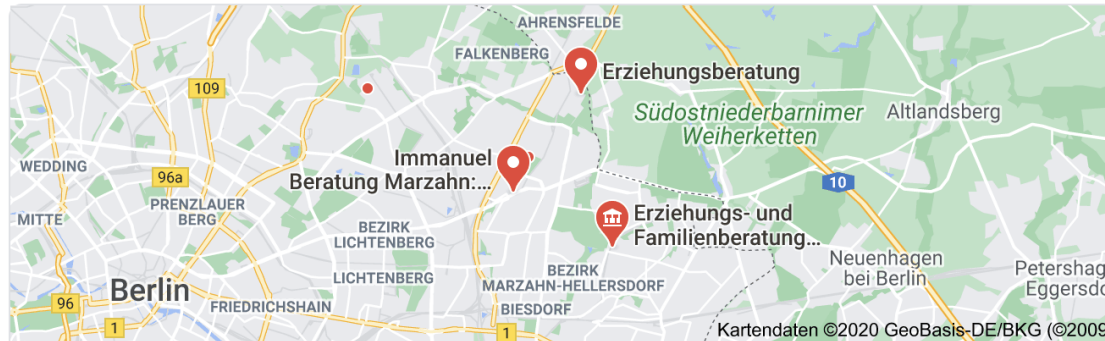 AHRENSFELDE
FALKENBERG
109
Erziehungsberatung
Südostniederbarnimer
Weiherketten
Altlandsberg
WEDDING
96a
Immanuel
Beratung Marzahn:...
10
MITTE
PRENZLAUER
BERG
BEZIRK
LICHTENBERG
Erziehungs- und
Familienberatung...
Neuenhagen
bei Berlin
Petershag
Eggersdo
LICHTENBERG
BEZIRK
MARZAHN-HELLERSDORF
Berlin
96
FRIEDRICHSHAIN
BIESDORF
1
1
Kartendaten ©2020 GeoBasis-DE/BKG (©2009